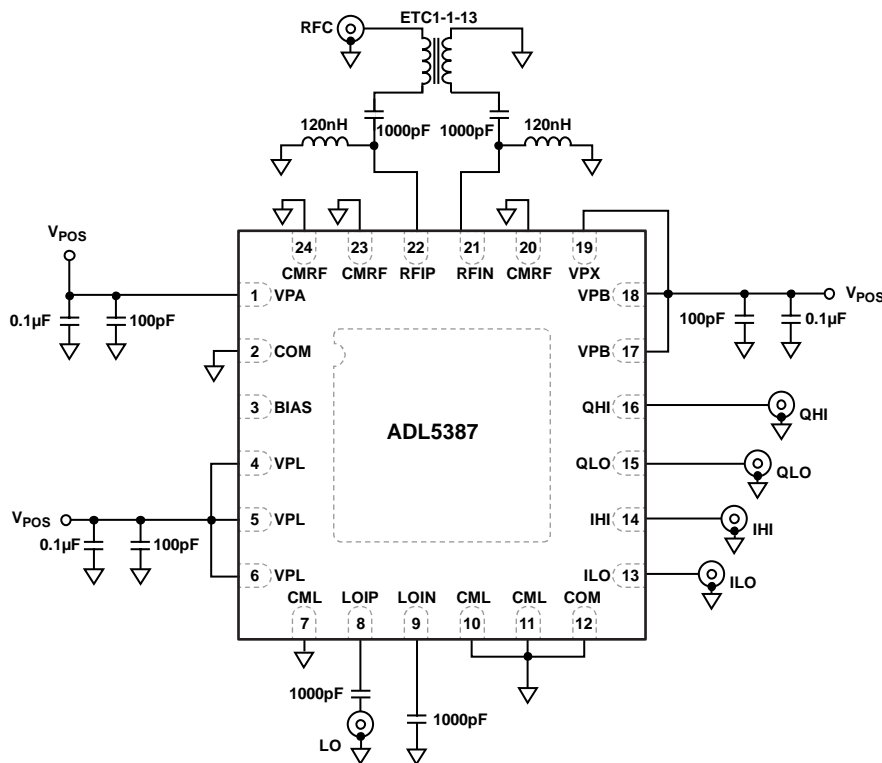 ETC1-1-13
RFC
120nH
1000pF
1000pF
120nH
24
23
22
21
20
19
CMRF
CMRF
RFIP
RFIN
CMRF
VPX
VPOS
1 VPA
VPB 18
VPOS
0.1µF
100pF
100pF
0.1µF
2 COM
VPB 17
3 BIAS
QHI 16
QHI
ADL5387
4 VPL
QLO 15
QLO
VPOS
5 VPL
IHI 14
IHI
0.1µF
100pF
6 VPL
ILO 13
ILO
CML
LOIP
LOIN
CML
CML
COM
7
8
9
10
11
12
1000pF
1000pF
LO